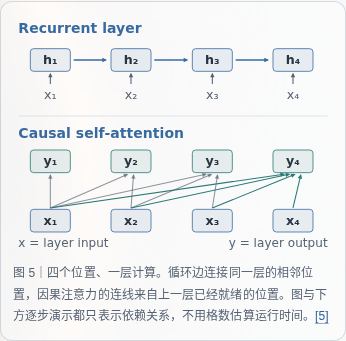 Recurrent layer
h₁ h₂ h₃ h₄
x₁ x₂ x₃ x₄
Causal self-attention
y₁ y₂ y₃ y₄
x₁ x₂ x₃ x₄
x = layer input y = layer output
图 5｜四个位置、一层计算。循环边连接同一层的相邻位
置，因果注意力的连线来自上一层已经就绪的位置。图与下
方逐步演示都只表示依赖关系，不用格数估算运行时间。[5]